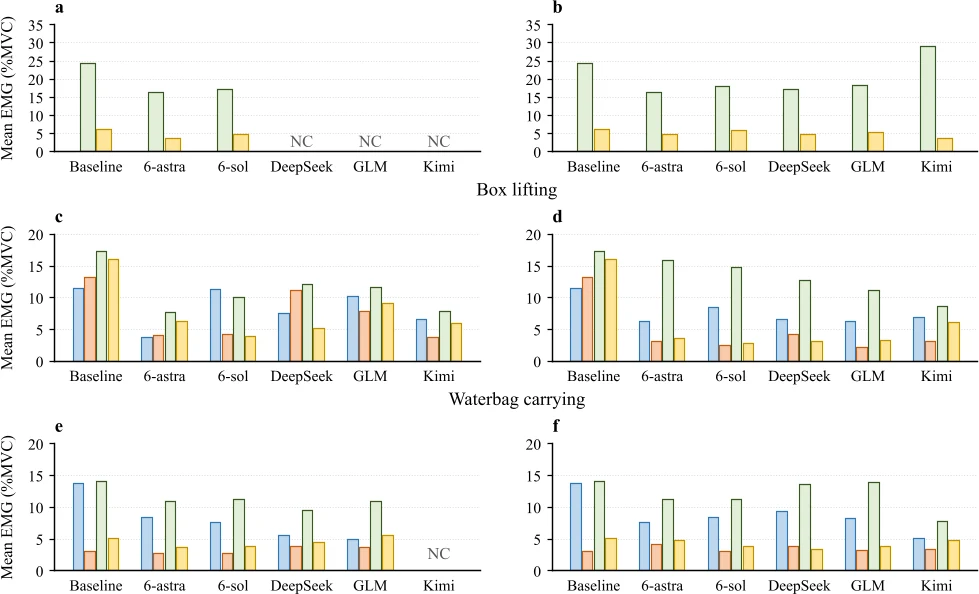 a
b
Mean EMG (%MVC)
35
30
25
20
15
10
5
0
NC NC NC
Baseline 6-astra 6-sol DeepSeek GLM Kimi
35
30
25
20
15
10
5
0
Baseline 6-astra 6-sol DeepSeek GLM Kimi
Box lifting
c
d
Mean EMG (%MVC)
20
15
10
5
0
Baseline 6-astra 6-sol DeepSeek GLM Kimi
20
15
10
5
0
Baseline 6-astra 6-sol DeepSeek GLM Kimi
Waterbag carrying
e
f
Mean EMG (%MVC)
20
15
10
5
0
NC
Baseline 6-astra 6-sol DeepSeek GLM Kimi
20
15
10
5
0
Baseline 6-astra 6-sol DeepSeek GLM Kimi